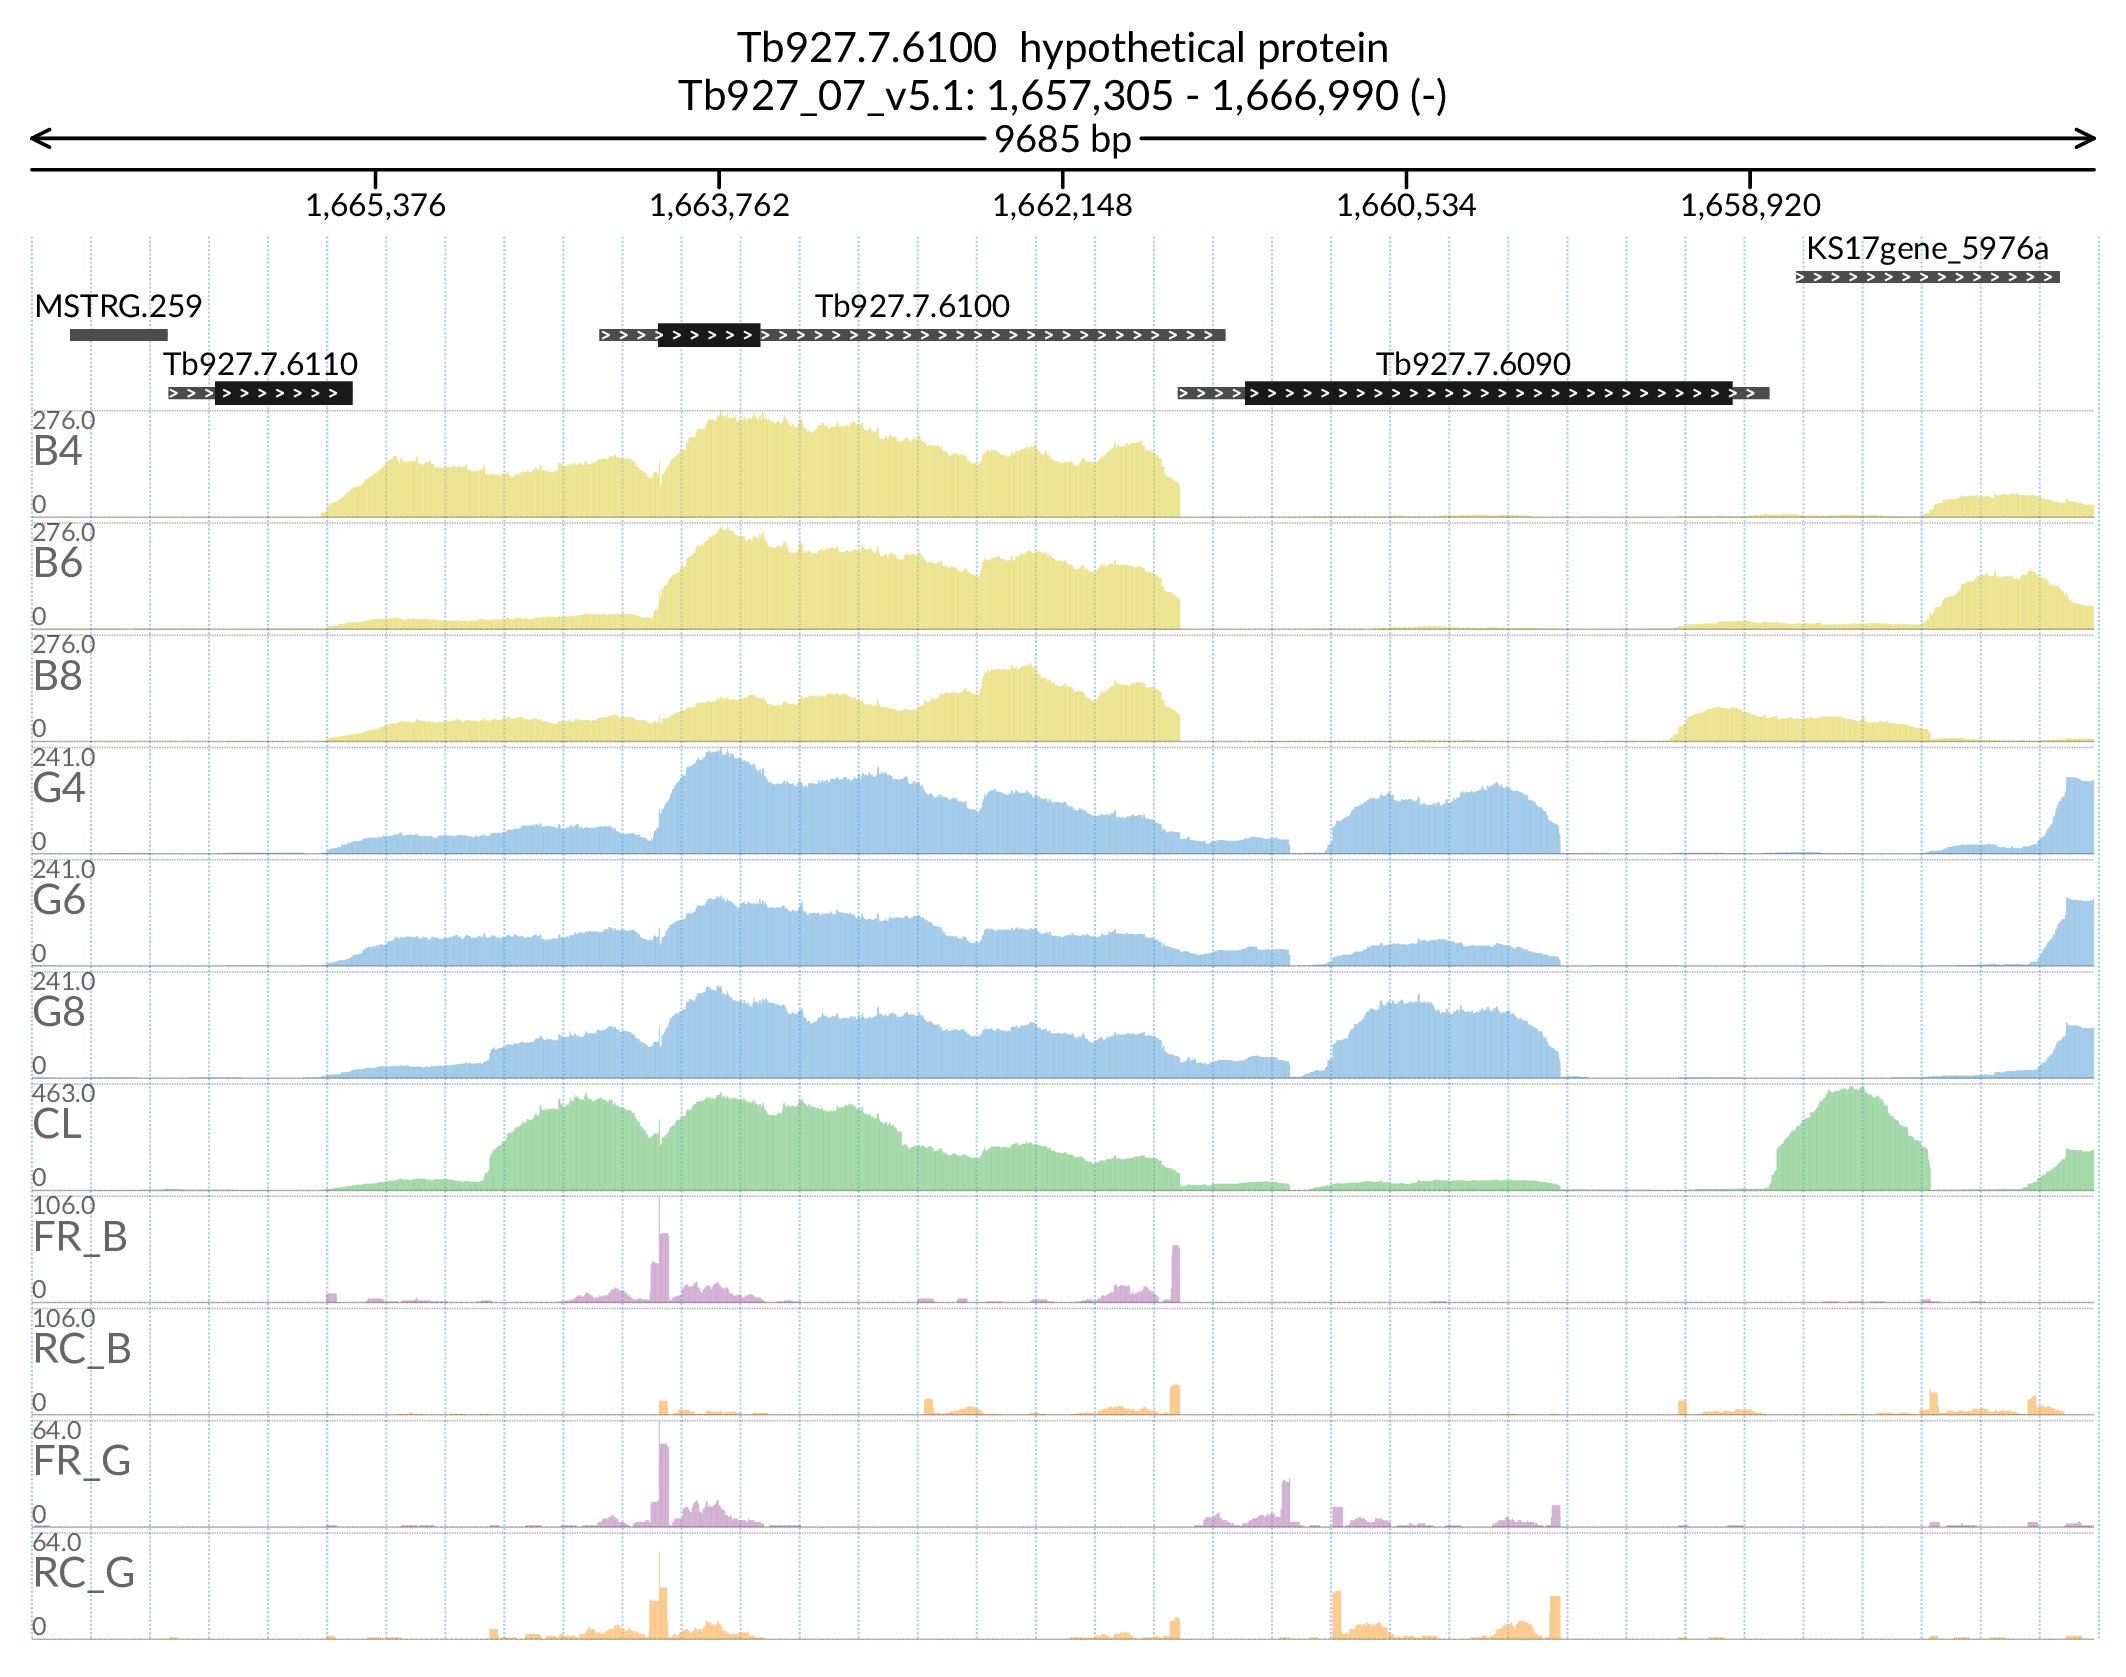 Tb927.7.6100  hypothetical protein
Tb927_07_v5.1: 1,657,305 - 1,666,990 (-)
9685 bp
1,665,376 1,663,762 1,662,148 1,660,534 1,658,920
KS17gene_5976a
MSTRG.259 Tb927.7.6100
Tb927.7.6110 Tb927.7.6090
276.0
B4
0
276.0
B6
0
276.0
B8
0
241.0
G4
0
241.0
G6
0
241.0
G8
0
463.0
CL
0
106.0
FR_B
0
106.0
RC_B
0
64.0
FR_G
0
64.0
RC_G
0